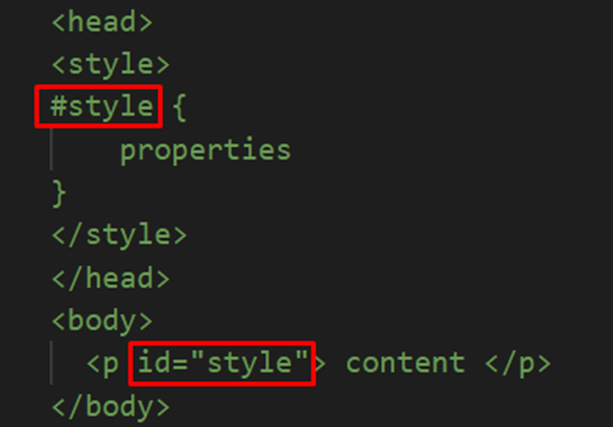 <head>
<style>
#style {
properties
}
</style>
</head>
<body>
<p id="style"> content </p>
</body>